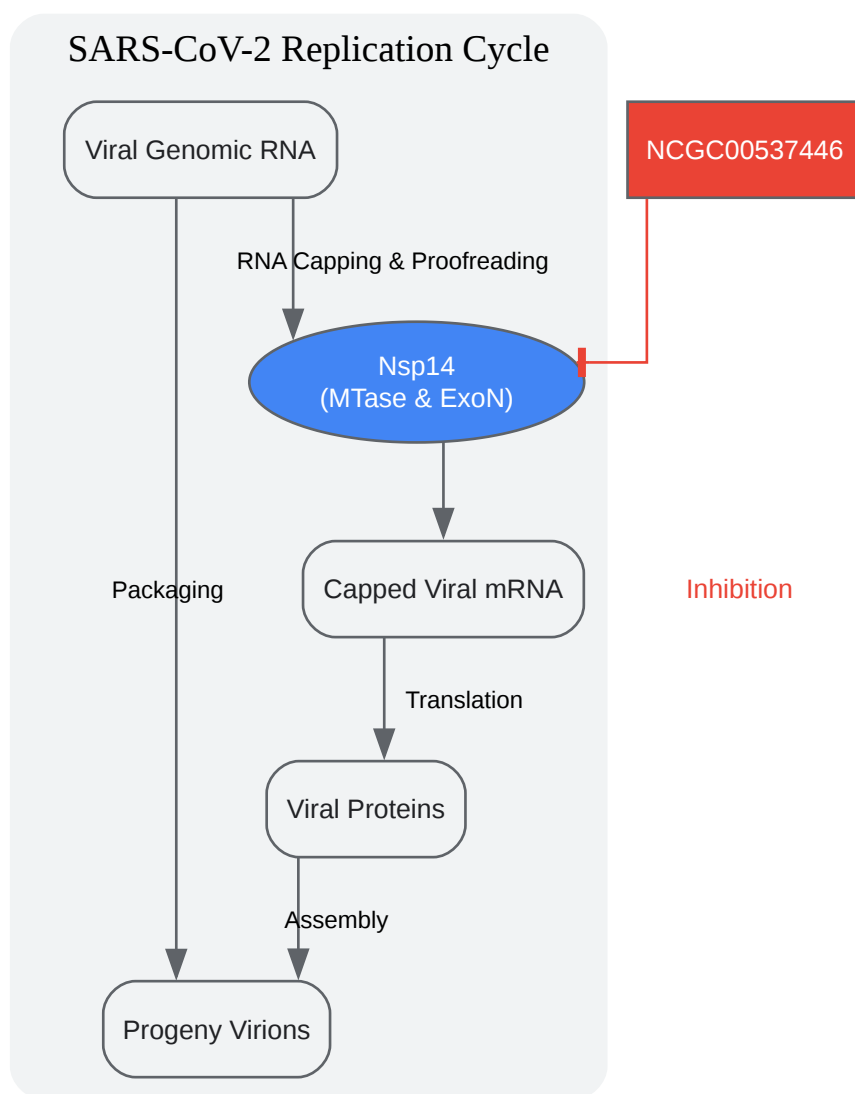 SARS-CoV-2 Replication Cycle
Viral Genomic RNA
NCGC00537446
RNA Capping & Proofreading
Nsp14
(MTase & ExoN)
Packaging
Capped Viral mRNA
Inhibition
Translation
Viral Proteins
Assembly
Progeny Virions